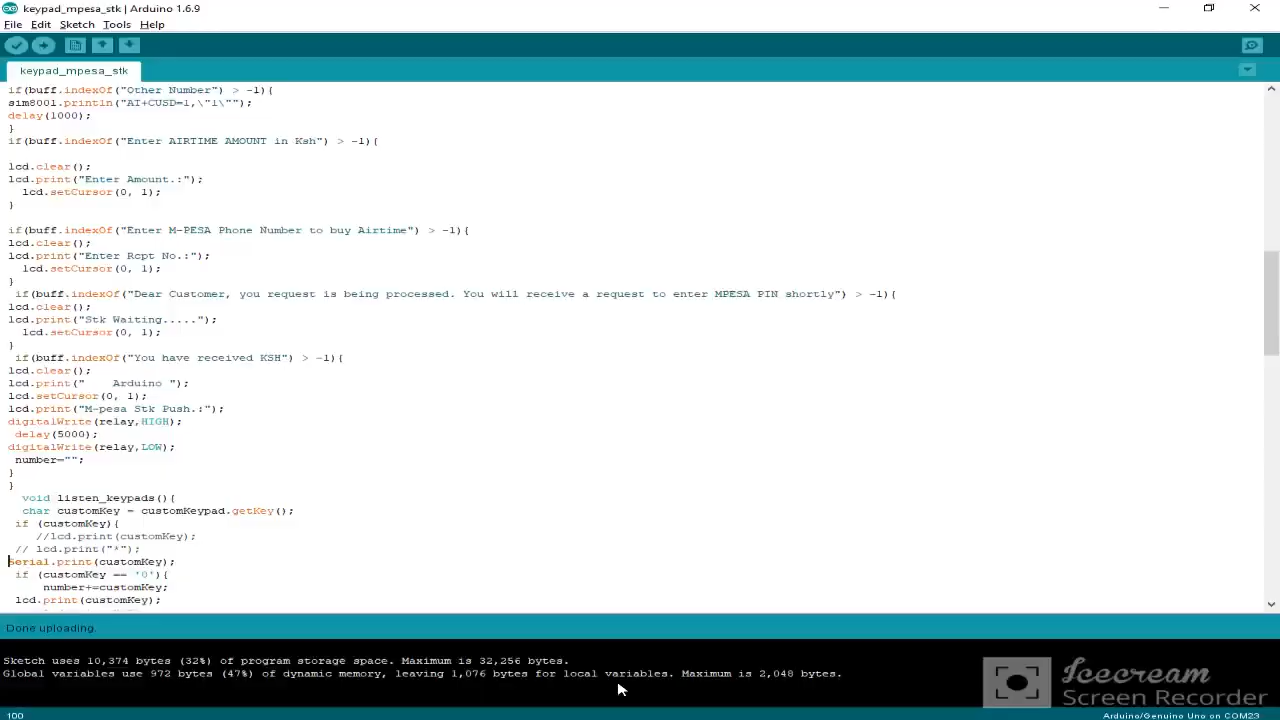 keypad_mpesa_stk | Arduino 1.6.9
File Edit Sketch Tools Help
keypad_mpesa_stk
if(buff.indexOf("Other Number") > -1){
sim800l.println("AT+CUSD=1,\"1\"");
delay(1000);
}
if(buff.indexOf("Enter AIRTIME AMOUNT in Ksh") > -1){
lcd.clear();
lcd.print("Enter Amount.:");
lcd.setCursor(0, 1);
}
if(buff.indexOf("Enter M-PESA Phone Number to buy Airtime") > -1){
lcd.clear();
lcd.print("Enter Rcpt No.:");
lcd.setCursor(0, 1);
}
if(buff.indexOf("Dear Customer, you request is being processed. You will receive a request to enter MPESA PIN shortly") > -1){
lcd.clear();
lcd.print("Stk Waiting.....");
lcd.setCursor(0, 1);
}
if(buff.indexOf("You have received KSH") > -1){
lcd.clear();
lcd.print("    Arduino ");
lcd.setCursor(0, 1);
lcd.print("M-pesa Stk Push.:");
digitalWrite(relay,HIGH);
delay(5000);
digitalWrite(relay,LOW);
number="";
}
}
void listen_keypads(){
char customKey = customKeypad.getKey();
if (customKey){
//lcd.print(customKey);
// lcd.print("*");
Serial.print(customKey);
if (customKey == '0'){
number+=customKey;
lcd.print(customKey);
Done uploading.
Sketch uses 10,374 bytes (32%) of program storage space. Maximum is 32,256 bytes.
Global variables use 972 bytes (47%) of dynamic memory, leaving 1,076 bytes for local variables. Maximum is 2,048 bytes.
Icecream
Screen Recorder
100 Arduino/Genuino Uno on COM23